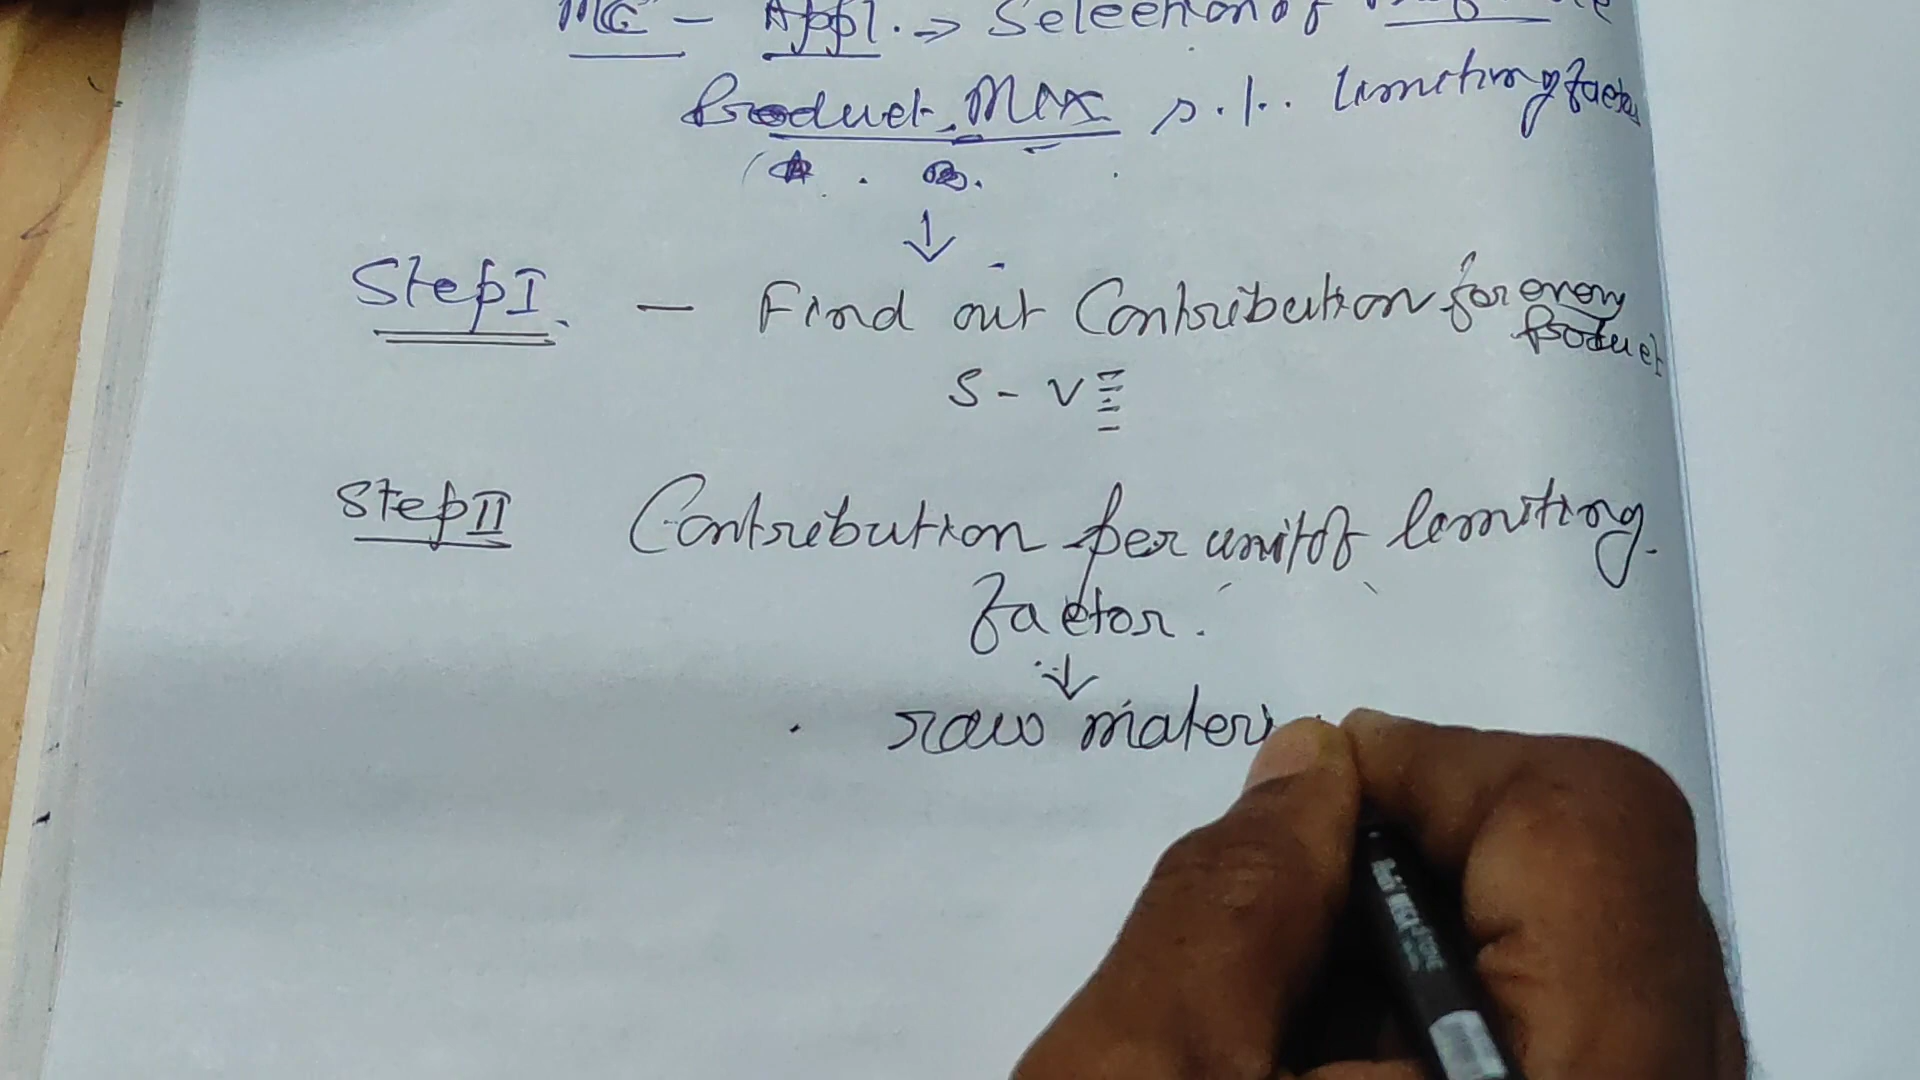 MC - Appl. → Selection of
Product Mix s.t. limiting factor
A . B.
↓
Step I. - Find out Contribution for every
Product
S - V
Step II Contribution per unit of limiting
factor.
↓
raw materi